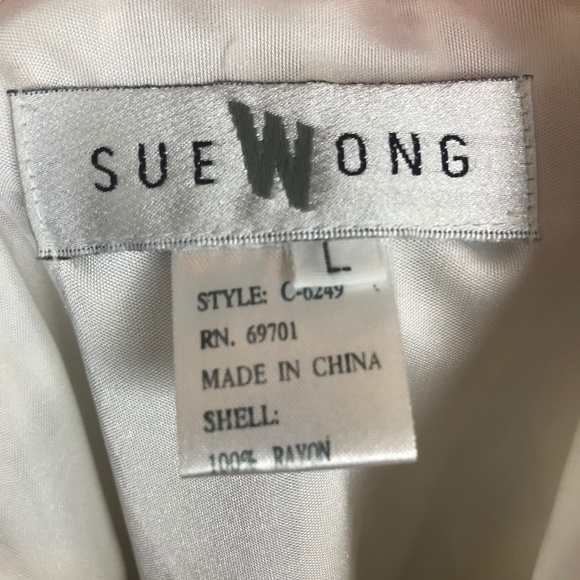 SUE WONG
L
STYLE: C-6249
RN. 69701
MADE IN CHINA
SHELL:
100% RAYON